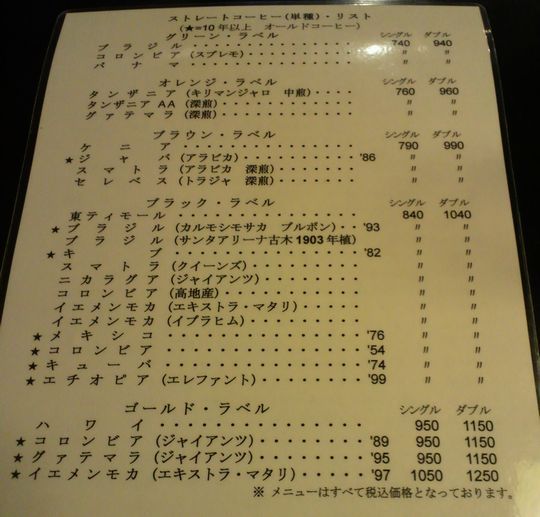 ストレートコーヒー(単種)・リスト
(★=10年以上 オールドコーヒー)
グリーン・ラベル シングル ダブル
ブラジル・・・・・・・・・・・・・・・・・ 740 940
コロンビア (スプレモ)・・・・・・・・・・・ 〃 〃
パナマ・・・・・・・・・・・・・・・・・ 〃 〃
オレンジ・ラベル シングル ダブル
タンザニア (キリマンジャロ 中煎)・・・・ 760 960
タンザニアAA (深煎)・・・・・・・・・・・ 〃 〃
グァテマラ (深煎)・・・・・・・・・・・ 〃 〃
ブラウン・ラベル シングル ダブル
ケニア・・・・・・・・・・・・・・・・・ 790 990
★ジャバ (アラビカ)・・・・・・・・・・・'86 〃 〃
スマトラ (アラビカ 深煎)・・・・・・・・ 〃 〃
セレベス (トラジャ 深煎)・・・・・・・・ 〃 〃
ブラック・ラベル シングル ダブル
東ティモール・・・・・・・・・・・・・・・ 840 1040
★ブラジル (カルモシモサカ ブルボン)・・・'93 〃 〃
ブラジル (サンタアリーナ古木1903年植) 〃 〃
★キューブ・・・・・・・・・・・・・・・・'82 〃 〃
スマトラ (クイーンズ)・・・・・・・・・・ 〃 〃
ニカラグア (ジャイアンツ)・・・・・・・・・ 〃 〃
コロンビア (高地産)・・・・・・・・・・・ 〃 〃
イエメンモカ (エキストラ・マタリ)・・・・・・ 〃 〃
イエメンモカ (イブラヒム)・・・・・・・・・ 〃 〃
★メキシコ・・・・・・・・・・・・・・・'76 〃 〃
★コロンビア・・・・・・・・・・・・・・・'54 〃 〃
★キューバ・・・・・・・・・・・・・・・'74 〃 〃
★エチオピア (エレファント)・・・・・・・・'99 〃 〃
ゴールド・ラベル シングル ダブル
ハワイ・・・・・・・・・・・・・・・・・ 950 1150
★コロンビア (ジャイアンツ)・・・・・・・・'89 950 1150
★グァテマラ (ジャイアンツ)・・・・・・・・'95 950 1150
★イエメンモカ (エキストラ・マタリ)・・・・・'97 1050 1250
※ メニューはすべて税込価格となっております。